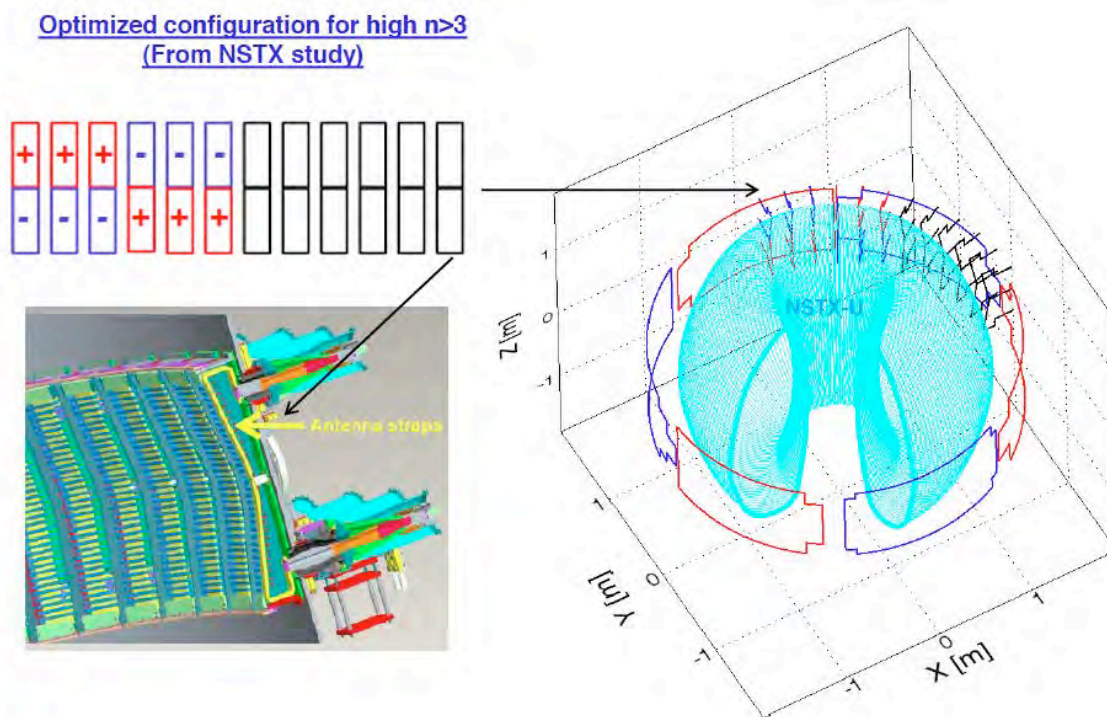 Optimized configuration for high n>3
(From NSTX study)
+ + + - - -
- - - + + +
Antenna straps
NSTX-U
Z [m]
1
0
-1
Y [m]
1
0
-1
X [m]
-1
0
1